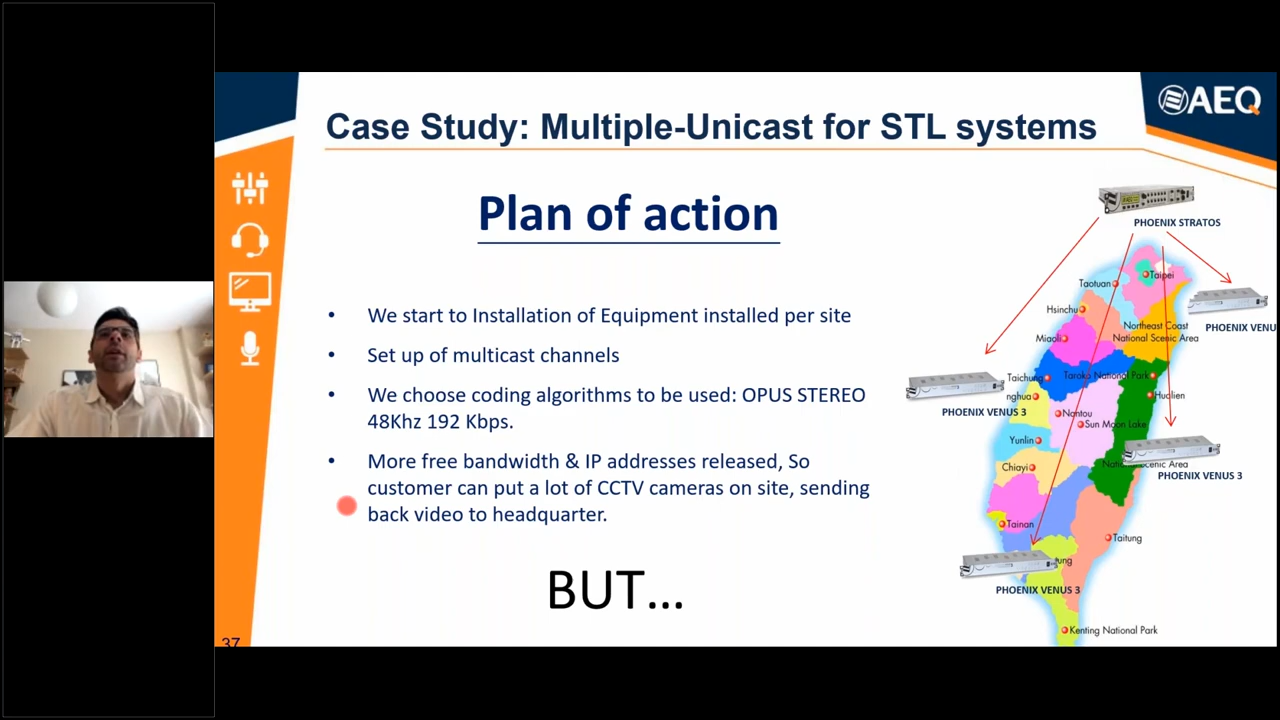 AEQ
Case Study: Multiple-Unicast for STL systems
Plan of action
• We start to Installation of Equipment installed per site
• Set up of multicast channels
• We choose coding algorithms to be used: OPUS STEREO
48Khz 192 Kbps.
• More free bandwidth & IP addresses released, So
customer can put a lot of CCTV cameras on site, sending
back video to headquarter.
BUT...
37
PHOENIX STRATOS
Taipei
Taotuan
Hsinchu
Northeast Coast
National Scenic Area
Miaoli
PHOENIX VENU
Taichung
Taroko National Park
nghua
Hualien
PHOENIX VENUS 3
Nantou
Sun Moon Lake
Yunlin
Chiayi
Scenic Area
PHOENIX VENUS 3
Tainan
Taitung
ung
PHOENIX VENUS 3
Kenting National Park